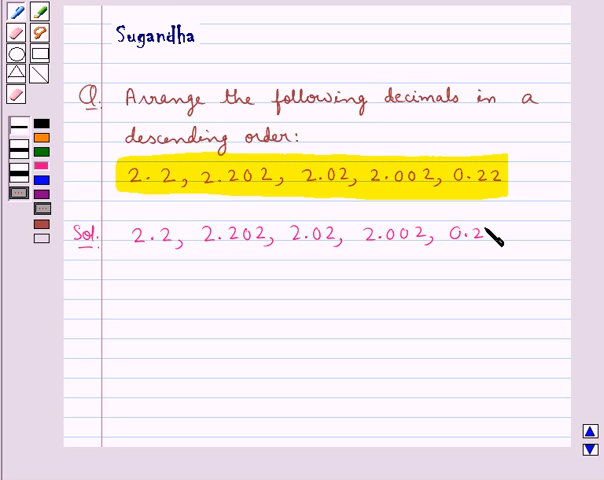 Sugandha
Q. Arrange the following decimals in a
descending order:
2.2, 2.202, 2.02, 2.002, 0.22
Sol. 2.2, 2.202, 2.02, 2.002, 0.2